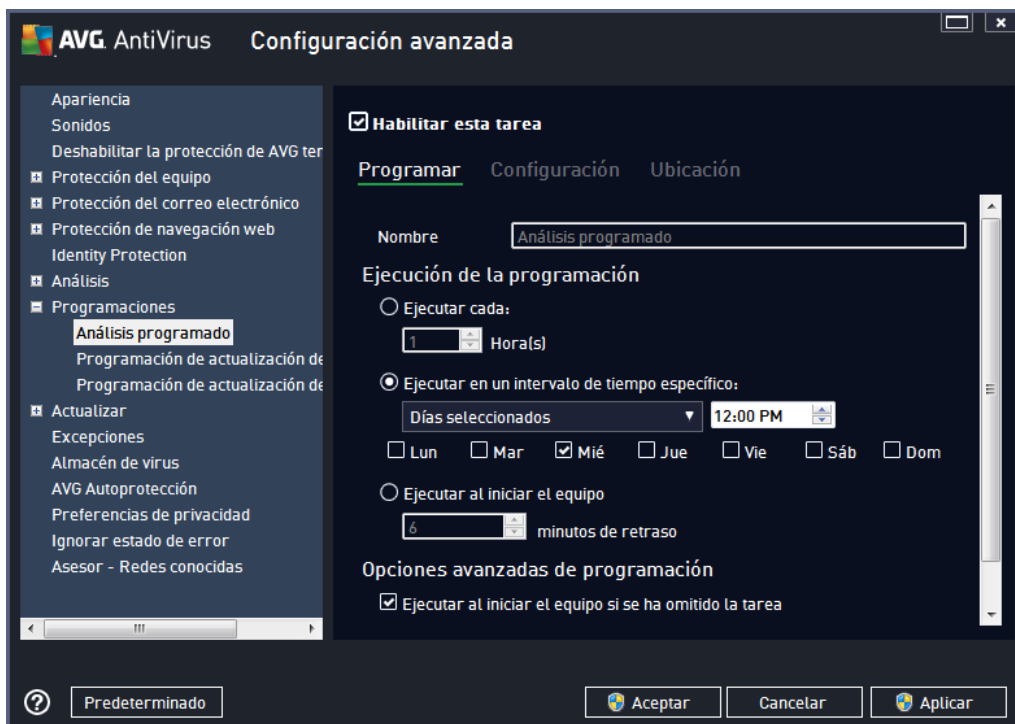 AVG. AntiVirus Configuración avanzada
Apariencia
Sonidos
Deshabilitar la protección de AVG ter
Protección del equipo
Protección del correo electrónico
Protección de navegación web
Identity Protection
Análisis
Programaciones
Análisis programado
Programación de actualización de
Programación de actualización de
Actualizar
Excepciones
Almacén de virus
AVG Autoprotección
Preferencias de privacidad
Ignorar estado de error
Asesor - Redes conocidas
Habilitar esta tarea
Programar Configuración Ubicación
Nombre Análisis programado
Ejecución de la programación
Ejecutar cada:
1 Hora(s)
Ejecutar en un intervalo de tiempo específico:
Días seleccionados 12:00 PM
Lun Mar Mié Jue Vie Sáb Dom
Ejecutar al iniciar el equipo
6 minutos de retraso
Opciones avanzadas de programación
Ejecutar al iniciar el equipo si se ha omitido la tarea
? Predeterminado Aceptar Cancelar Aplicar